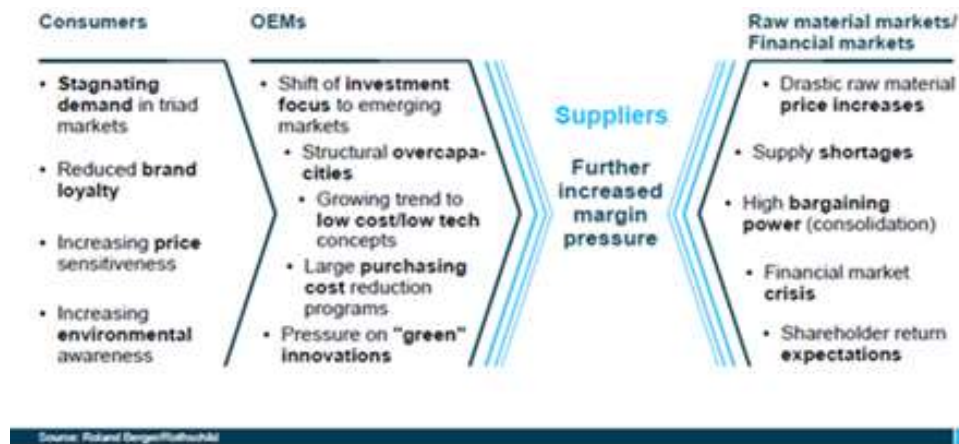 Consumers
• Stagnating
demand in triad
markets
• Reduced brand
loyalty
• Increasing price
sensitiveness
• Increasing
environmental
awareness
OEMs
• Shift of investment
focus to emerging
markets
• Structural overcapa-
cities
• Growing trend to
low cost/low tech
concepts
• Large purchasing
cost reduction
programs
• Pressure on "green"
innovations
Suppliers
Further
increased
margin
pressure
Raw material markets/
Financial markets
• Drastic raw material
price increases
• Supply shortages
• High bargaining
power (consolidation)
• Financial market
crisis
• Shareholder return
expectations
Source: Roland Berger/Rothschild